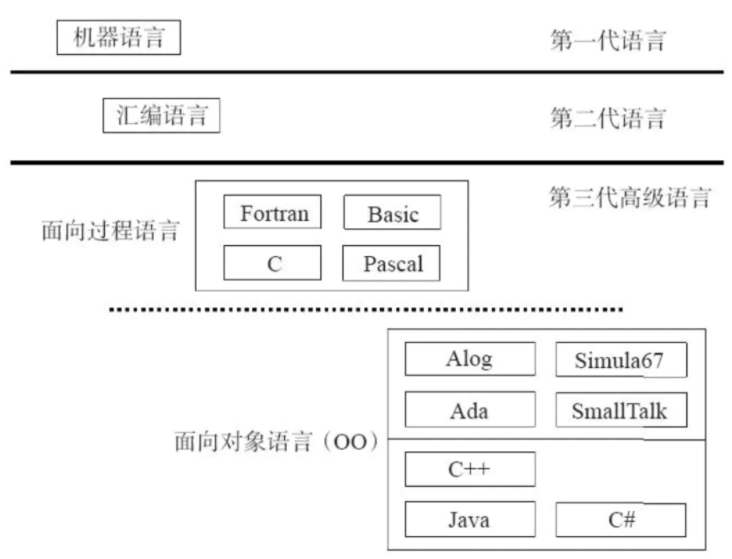 机器语言 第一代语言
汇编语言 第二代语言
第三代高级语言
Fortran Basic
面向过程语言
C Pascal
Alog Simula67
Ada SmallTalk
面向对象语言（OO）
C++
Java C#